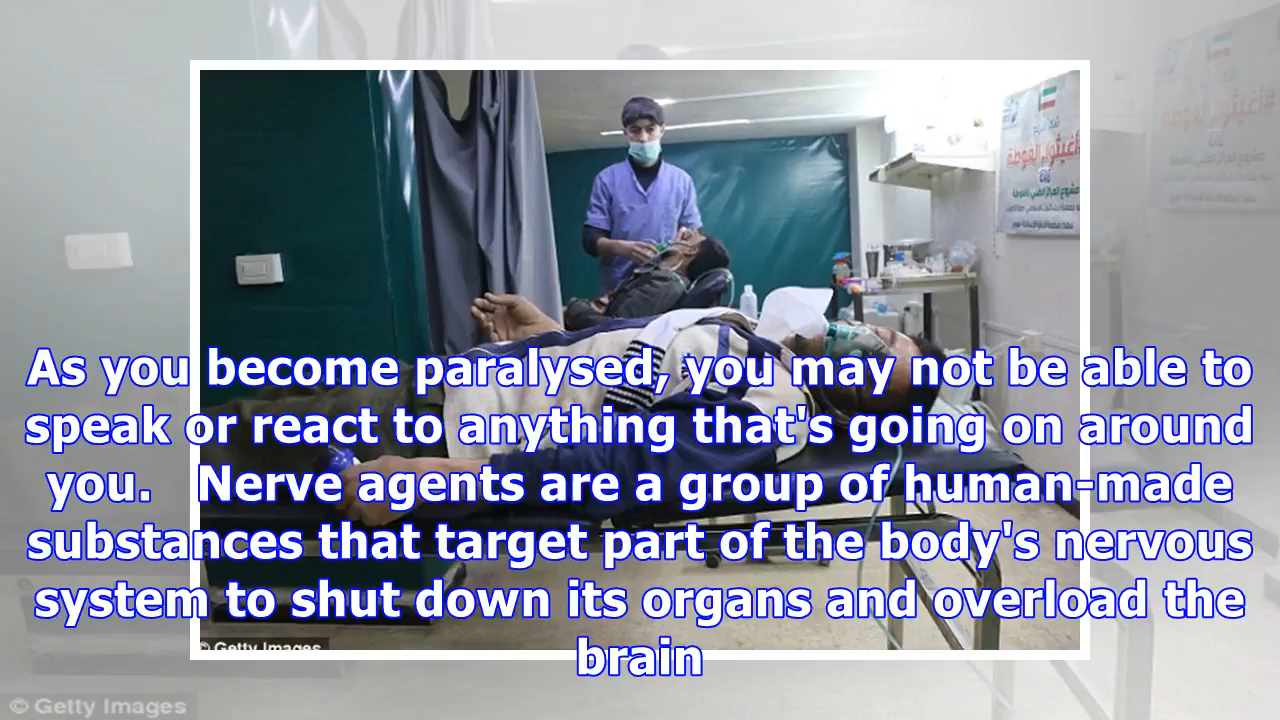 أغيثوا_الغوطة
As you become paralysed, you may not be able to
speak or react to anything that's going on around
you. Nerve agents are a group of human-made
substances that target part of the body's nervous
system to shut down its organs and overload the
brain
© Getty Images
© Getty Images